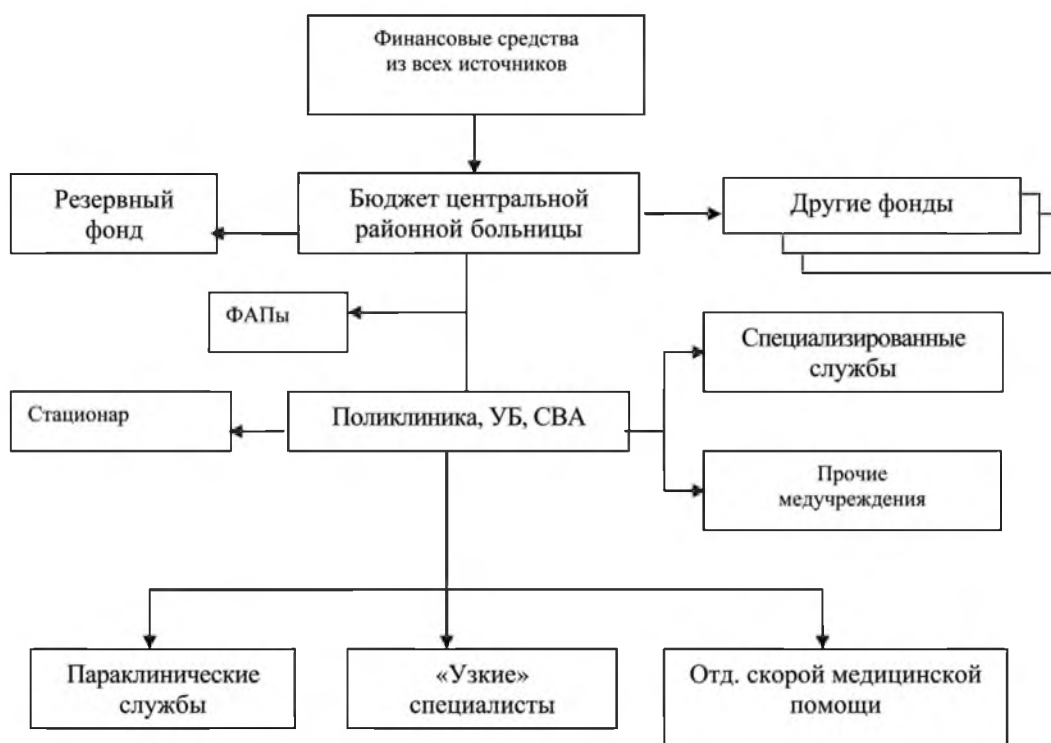 Финансовые средства
из всех источников
Резервный
фонд
Бюджет центральной
районной больницы
Другие фонды
ФАПы
Специализированные
службы
Стационар
Поликлиника, УБ, СВА
Прочие
медучреждения
Параклинические
службы
«Узкие»
специалисты
Отд. скорой медицинской
помощи